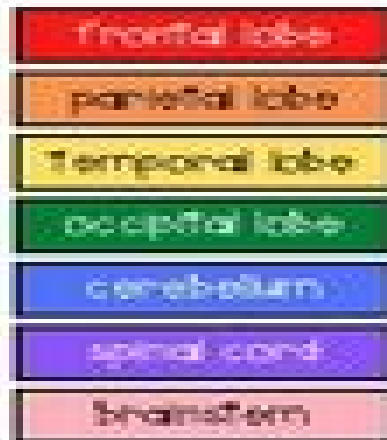 frontal lobe
parietal lobe
temporal lobe
occipital lobe
cerebellum
spinal cord
brainstem